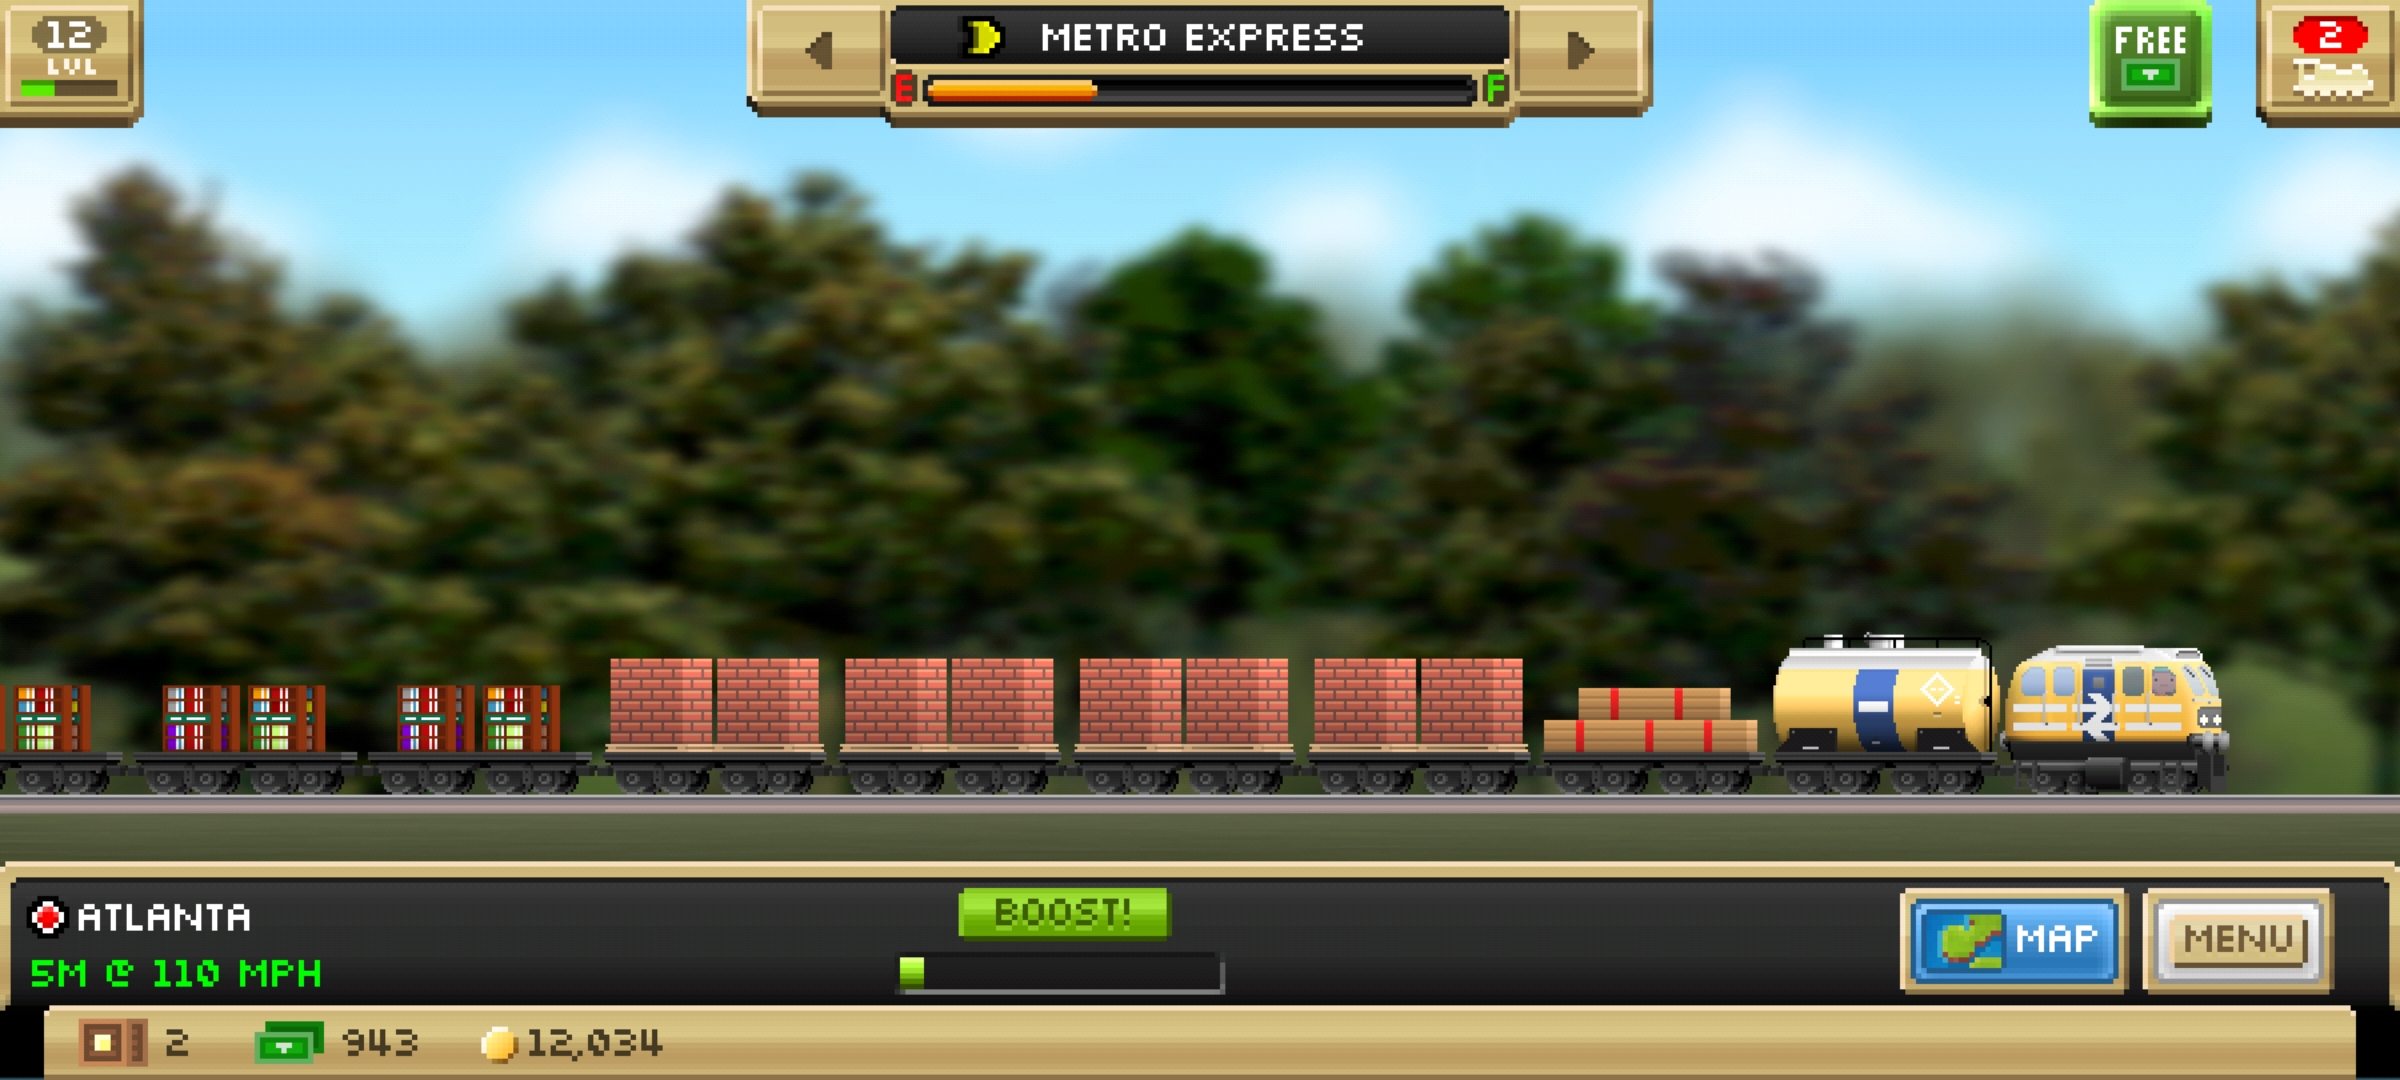 12
LVL
METRO EXPRESS
E F
FREE
2
ATLANTA
5M @ 110 MPH
BOOST!
MAP
MENU
2 943 12,034